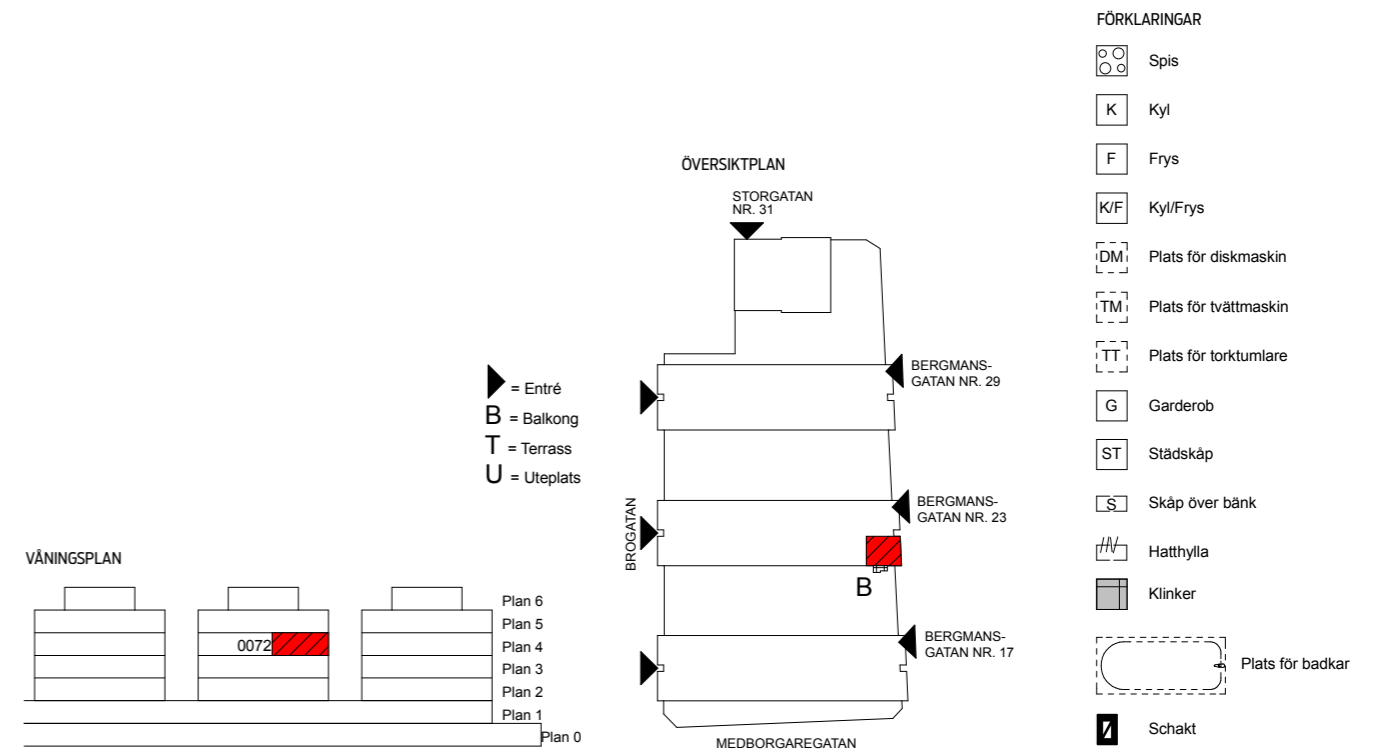 FÖRKLARINGAR
Spis
K Kyl
F Frys
K/F Kyl/Frys
DM Plats för diskmaskin
TM Plats för tvättmaskin
TT Plats för torktumlare
G Garderob
ST Städskåp
S Skåp över bänk
Hatthylla
Klinker
Plats för badkar
Schakt
ÖVERSIKTPLAN
STORGATAN
NR. 31
BERGMANS-
GATAN NR. 29
BERGMANS-
GATAN NR. 23
BROGATAN
B
BERGMANS-
GATAN NR. 17
MEDBORGAREGATAN
= Entré
B = Balkong
T = Terrass
U = Uteplats
VÅNINGSPLAN
Plan 6
Plan 5
0072 Plan 4
Plan 3
Plan 2
Plan 1
Plan 0